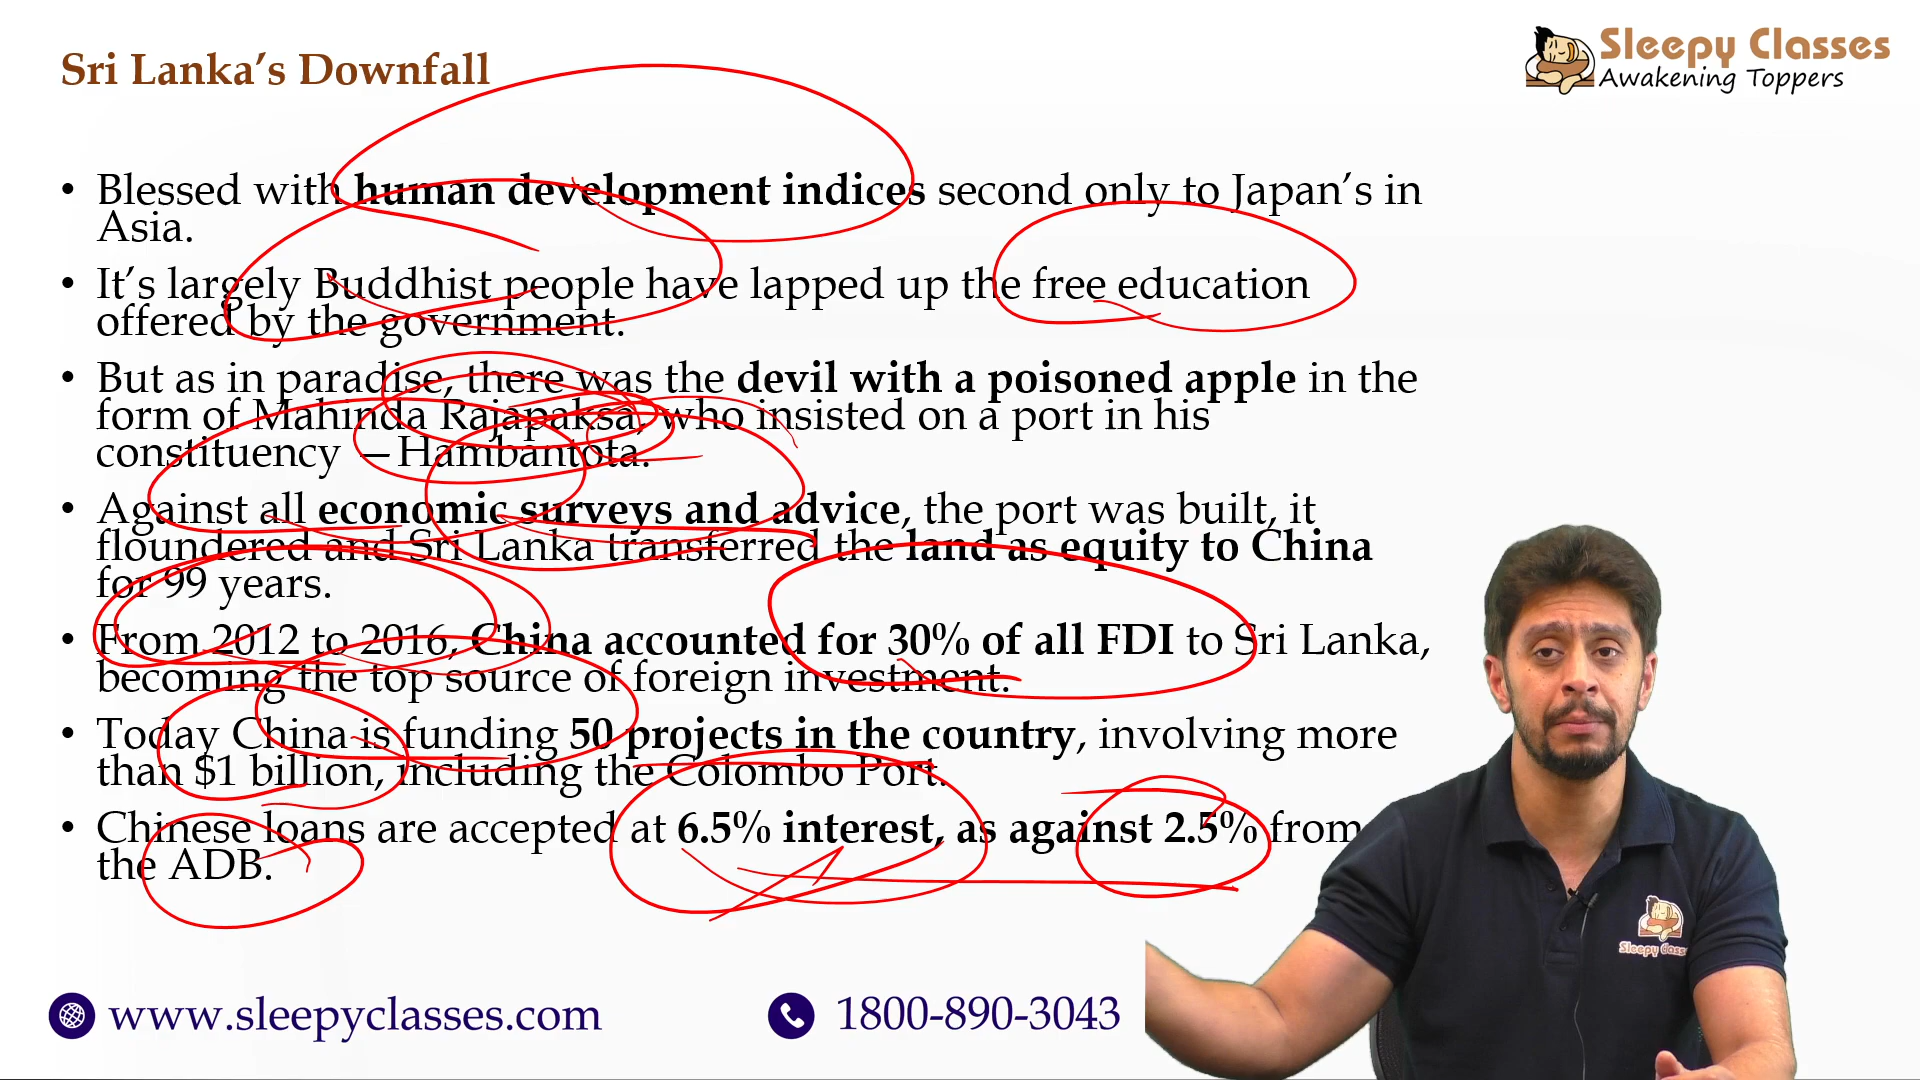 Sri Lanka's Downfall
Sleepy Classes
Awakening Toppers
• Blessed with human development indices second only to Japan's in
Asia.
• It's largely Buddhist people have lapped up the free education
offered by the government.
• But as in paradise, there was the devil with a poisoned apple in the
form of Mahinda Rajapaksa, who insisted on a port in his
constituency —Hambantota.
• Against all economic surveys and advice, the port was built, it
floundered and Sri Lanka transferred the land as equity to China
for 99 years.
• From 2012 to 2016, China accounted for 30% of all FDI to Sri Lanka,
becoming the top source of foreign investment.
• Today China is funding 50 projects in the country, involving more
than $1 billion, including the Colombo Port.
• Chinese loans are accepted at 6.5% interest, as against 2.5% from
the ADB.
Sleepy Class
www.sleepyclasses.com
1800-890-3043